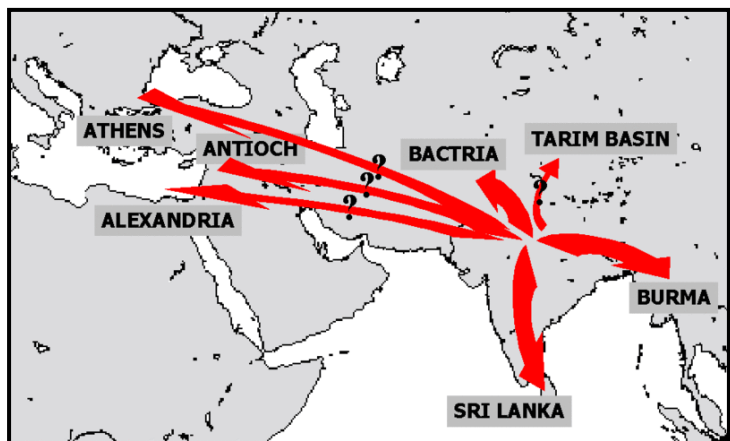 ATHENS
ANTIOCH
BACTRIA
TARIM BASIN
?
?
?
?
ALEXANDRIA
BURMA
SRI LANKA